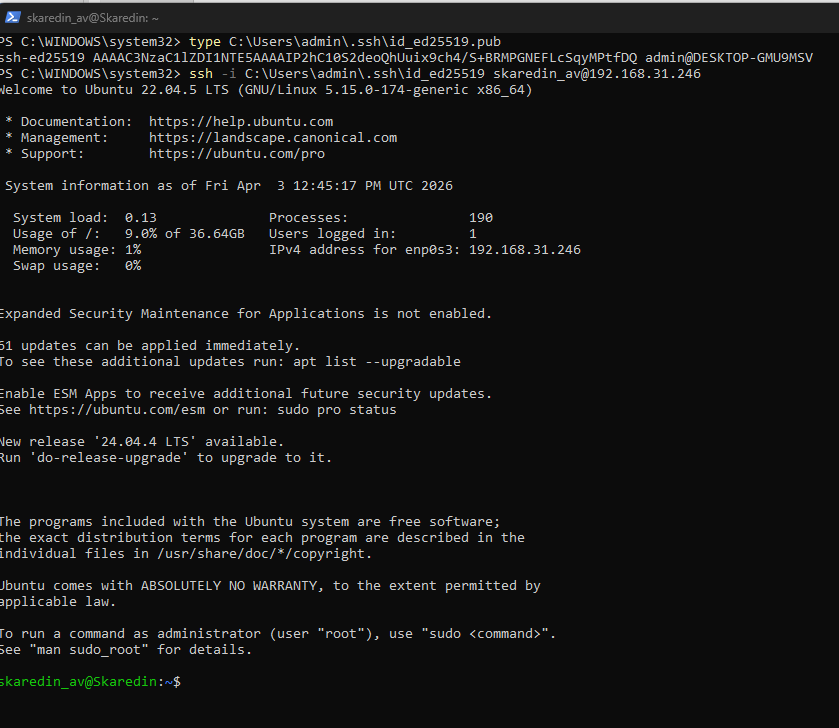 skaredin_av@Skaredin: ~
PS C:\WINDOWS\system32> type C:\Users\admin\.ssh\id_ed25519.pub
ssh-ed25519 AAAAC3NzaC1lZDI1NTE5AAAAIP2hC10S2deoQhUuix9ch4/S+BRMPGNEFLcSqyMPtfDQ admin@DESKTOP-GMU9MSV
PS C:\WINDOWS\system32> ssh -i C:\Users\admin\.ssh\id_ed25519 skaredin_av@192.168.31.246
Welcome to Ubuntu 22.04.5 LTS (GNU/Linux 5.15.0-174-generic x86_64)
* Documentation: https://help.ubuntu.com
* Management: https://landscape.canonical.com
* Support: https://ubuntu.com/pro
System information as of Fri Apr 3 12:45:17 PM UTC 2026
System load: 0.13 Processes: 190
Usage of /: 9.0% of 36.64GB Users logged in: 1
Memory usage: 1% IPv4 address for enp0s3: 192.168.31.246
Swap usage: 0%
Expanded Security Maintenance for Applications is not enabled.
61 updates can be applied immediately.
To see these additional updates run: apt list --upgradable
Enable ESM Apps to receive additional future security updates.
See https://ubuntu.com/esm or run: sudo pro status
New release '24.04.4 LTS' available.
Run 'do-release-upgrade' to upgrade to it.
The programs included with the Ubuntu system are free software;
the exact distribution terms for each program are described in the
individual files in /usr/share/doc/*/copyright.
Ubuntu comes with ABSOLUTELY NO WARRANTY, to the extent permitted by
applicable law.
To run a command as administrator (user "root"), use "sudo <command>".
See "man sudo_root" for details.
skaredin_av@Skaredin:~$